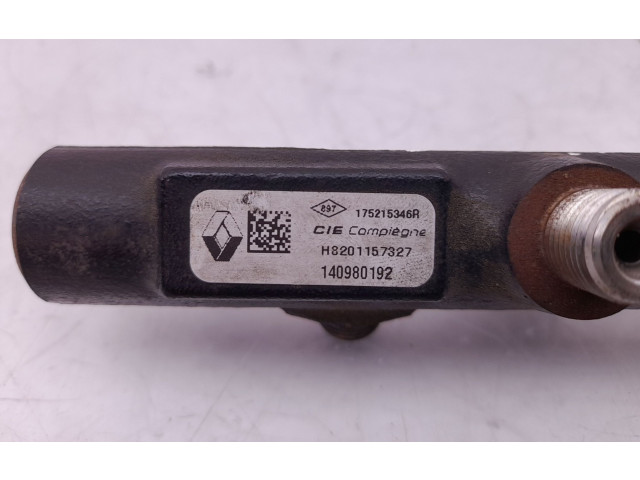 897 175215346R
CIE Compiègne
H8201157327
140980192